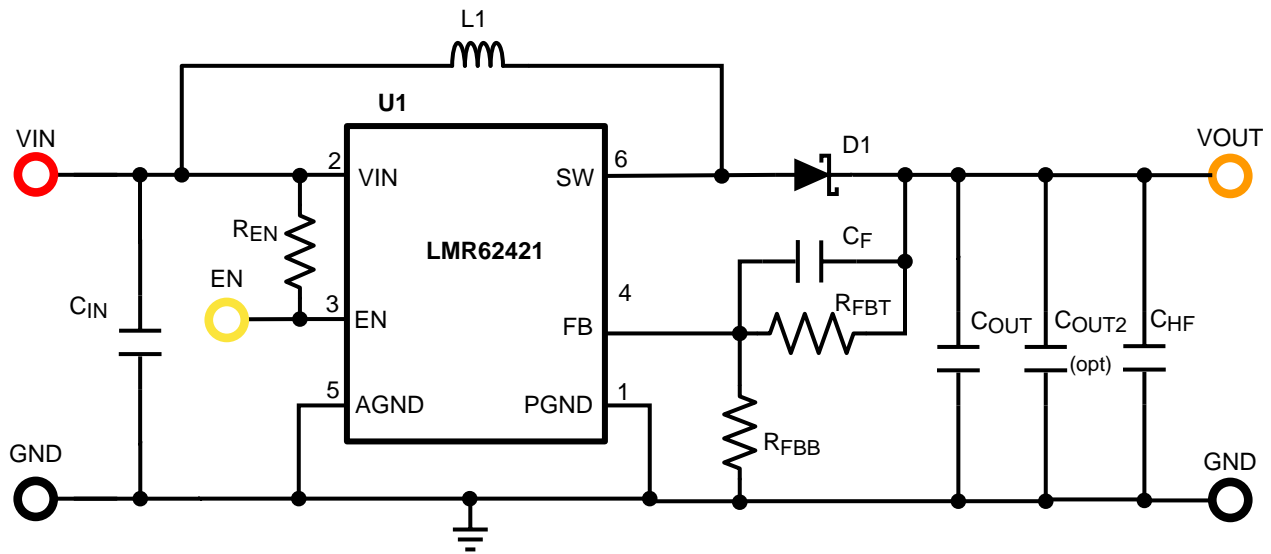 L1
U1
VIN
2
VIN
6
SW
D1
VOUT
REN
LMR62421
CF
EN
3
EN
4
FB
RFBT
CIN
COUT
COUT2
(opt)
CHF
5
AGND
1
PGND
RFBB
GND
GND